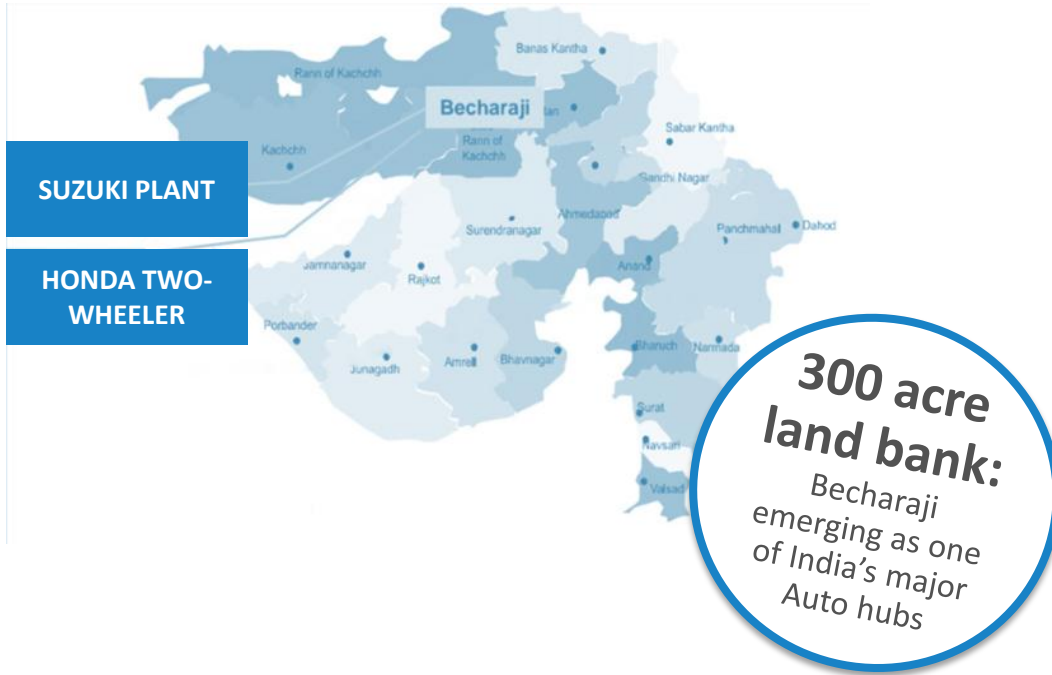 Banas Kantha
Rann of Kachchh
Becharaji
Sabar Kantha
Rann of
Kachchh
Kachchh
SUZUKI PLANT
Gandhi Nagar
Ahmedabad
Surendranagar
Panchmahal
Dahod
Jamnanagar
Rajkot
Anand
HONDA TWO-
WHEELER
Porbander
Junagadh
Amreli
Bhavnagar
Bharuch
Narmada
Surat
Navsari
Valsad
300 acre
land bank:
Becharaji
emerging as one
of India’s major
Auto hubs